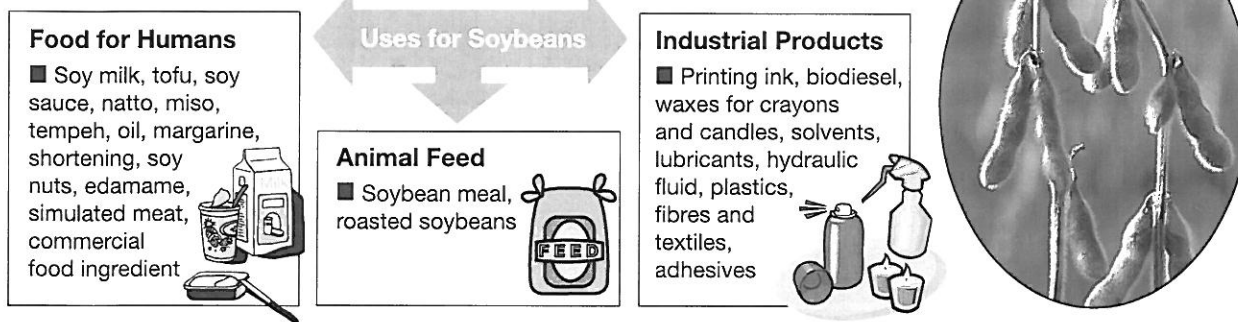 Uses for Soybeans
Food for Humans
■ Soy milk, tofu, soy
sauce, natto, miso,
tempeh, oil, margarine,
shortening, soy
nuts, edamame,
simulated meat,
commercial
food ingredient
Milk
Animal Feed
■ Soybean meal,
roasted soybeans
FEED
Industrial Products
■ Printing ink, biodiesel,
waxes for crayons
and candles, solvents,
lubricants, hydraulic
fluid, plastics,
fibres and
textiles,
adhesives